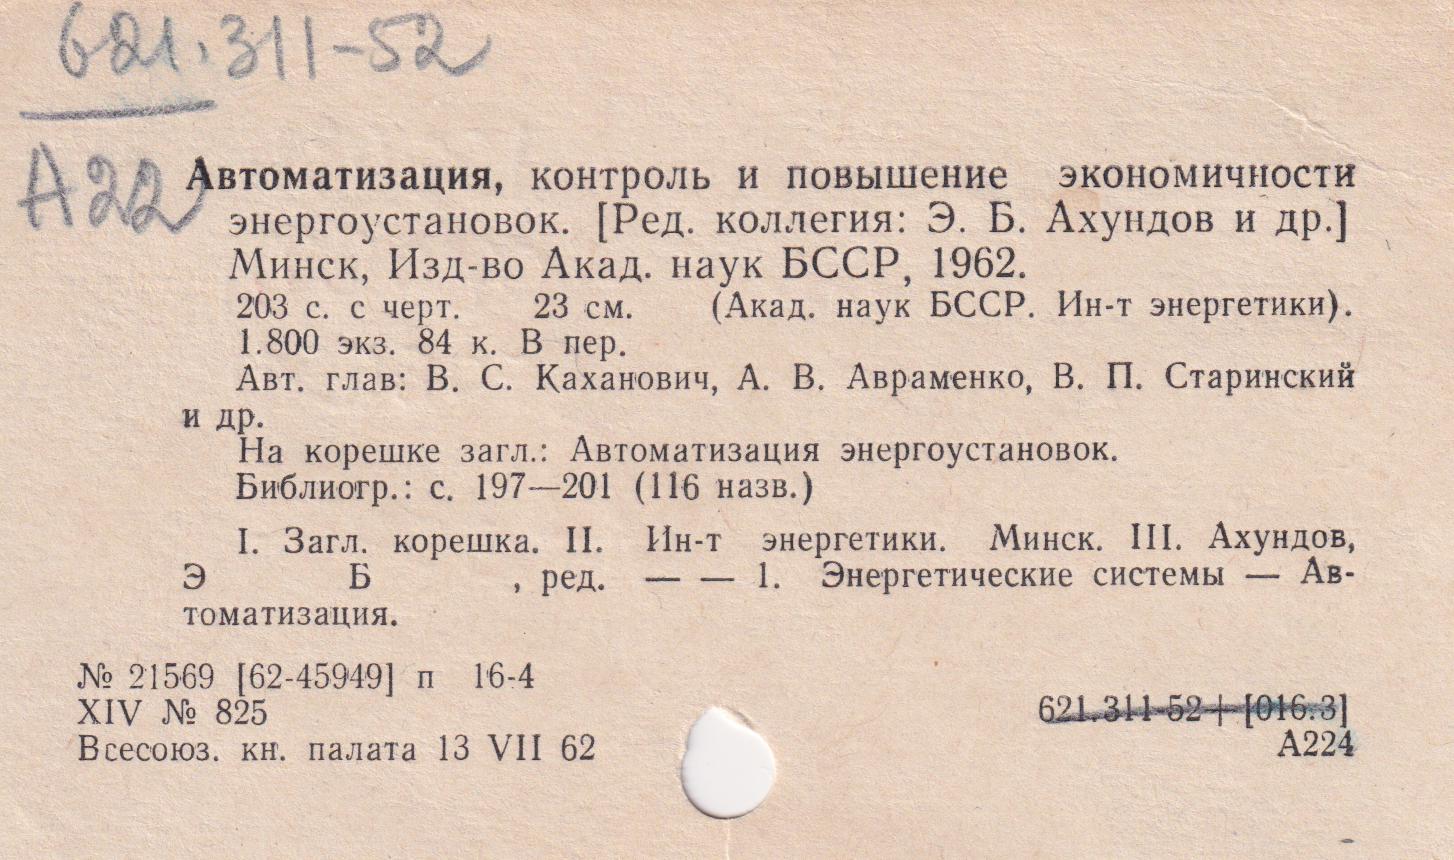 621.311-52
А22
Автоматизация, контроль и повышение экономичности
энергоустановок. [Ред. коллегия: Э. Б. Ахундов и др.]
Минск, Изд-во Акад. наук БССР, 1962.
203 с. с черт. 23 см. (Акад. наук БССР. Ин-т энергетики).
1.800 экз. 84 к. В пер.
Авт. глав: В. С. Каханович, А. В. Авраменко, В. П. Старинский
и др.
На корешке загл.: Автоматизация энергоустановок.
Библиогр.: с. 197—201 (116 назв.)
I. Загл. корешка. II. Ин-т энергетики. Минск. III. Ахундов,
Э Б , ред. — — 1. Энергетические системы — Ав-
томатизация.
№ 21569 [62-45949] п 16-4
XIV № 825
Всесоюз. кн. палата 13 VII 62
621.311-52+[016.3]
А224